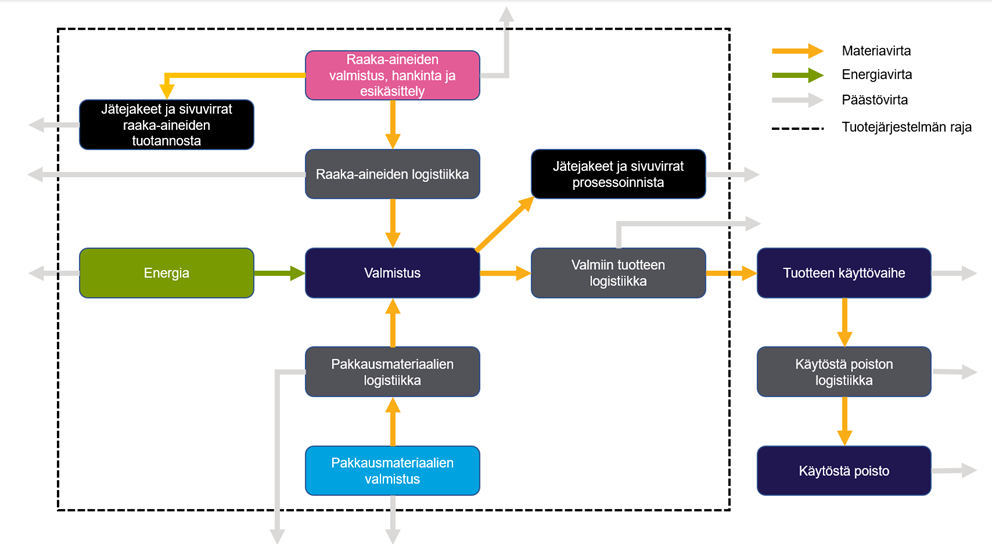 Raaka-aineiden
valmistus, hankinta ja
esikäsittely
Materiavirta
Energiavirta
Päästövirta
Tuotejärjestelmän raja
Jätejakeet ja sivuvirrat
raaka-aineiden
tuotannosta
Raaka-aineiden logistiikka
Jätejakeet ja sivuvirrat
prosessoinnista
Energia
Valmistus
Valmiin tuotteen
logistiikka
Tuotteen käyttövaihe
Pakkausmateriaalien
logistiikka
Käytöstä poiston
logistiikka
Pakkausmateriaalien
valmistus
Käytöstä poisto